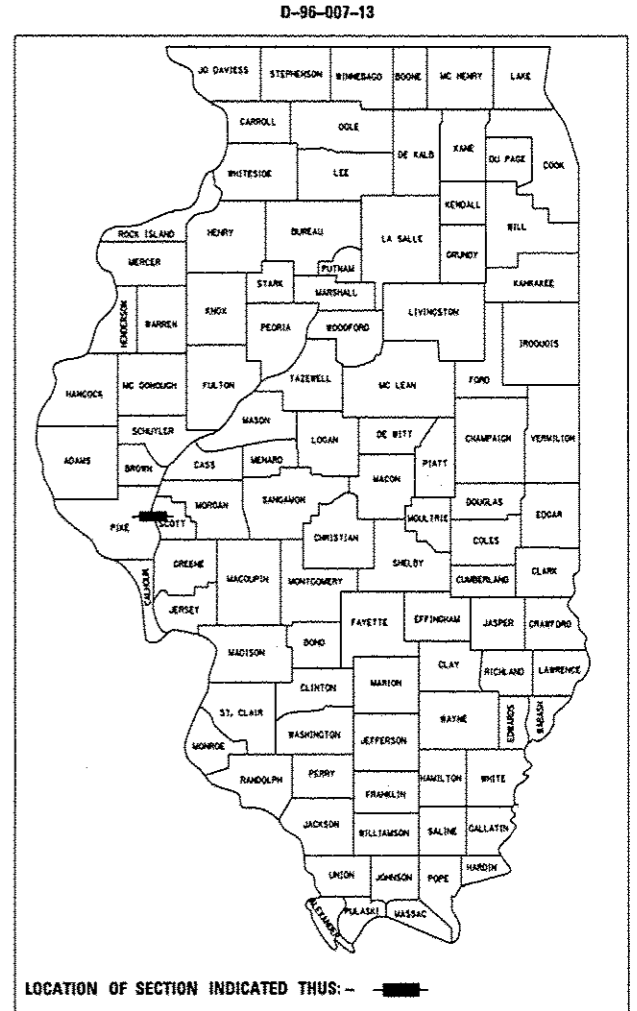 D-96-007-13
JO DAVIESS STEPHENSON WINNEBAGO BOONE MC HENRY LAKE
CARROLL OGLE
DE KALB KANE DU PAGE COOK
WHITESIDE LEE
KENDALL
ROCK ISLAND HENRY BUREAU LA SALLE WILL
MERCER PUTNAM GRUNDY
STARK MARSHALL KANKAKEE
HENDERSON WARREN KNOX PEORIA WOODFORD LIVINGSTON IROQUOIS
HANCOCK MC DONOUGH FULTON TAZEWELL MC LEAN FORD
MASON
SCHUYLER LOGAN DE WITT CHAMPAIGN VERMILION
ADAMS BROWN CASS MENARD MACON PIATT
MORGAN SANGAMON DOUGLAS
PIKE SCOTT CHRISTIAN MOULTRIE COLES EDGAR
GREENE SHELBY
CALHOUN MACOUPIN MONTGOMERY CUMBERLAND CLARK
JERSEY FAYETTE EFFINGHAM JASPER CRAWFORD
MADISON BOND
CLAY RICHLAND LAWRENCE
CLINTON MARION
ST. CLAIR WAYNE EDWARDS WABASH
WASHINGTON JEFFERSON
MONROE
RANDOLPH PERRY HAMILTON WHITE
FRANKLIN
JACKSON WILLIAMSON SALINE GALLATIN
UNION JOHNSON POPE HARDIN
ALEXANDER PULASKI MASSAC
LOCATION OF SECTION INDICATED THUS: -